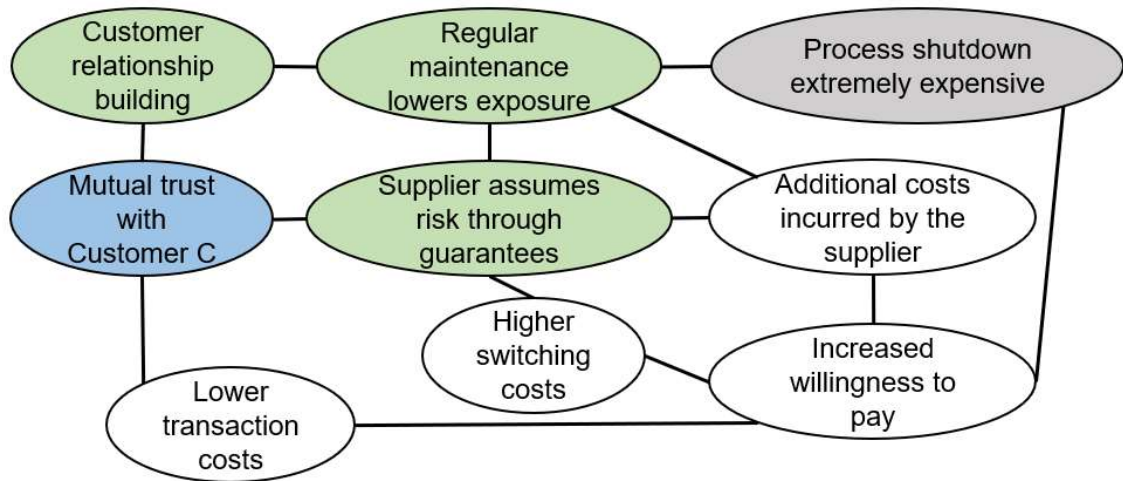 Customer
relationship
building
Regular
maintenance
lowers exposure
Process shutdown
extremely expensive
Mutual trust
with
Customer C
Supplier assumes
risk through
guarantees
Additional costs
incurred by the
supplier
Higher
switching
costs
Increased
willingness to
pay
Lower
transaction
costs